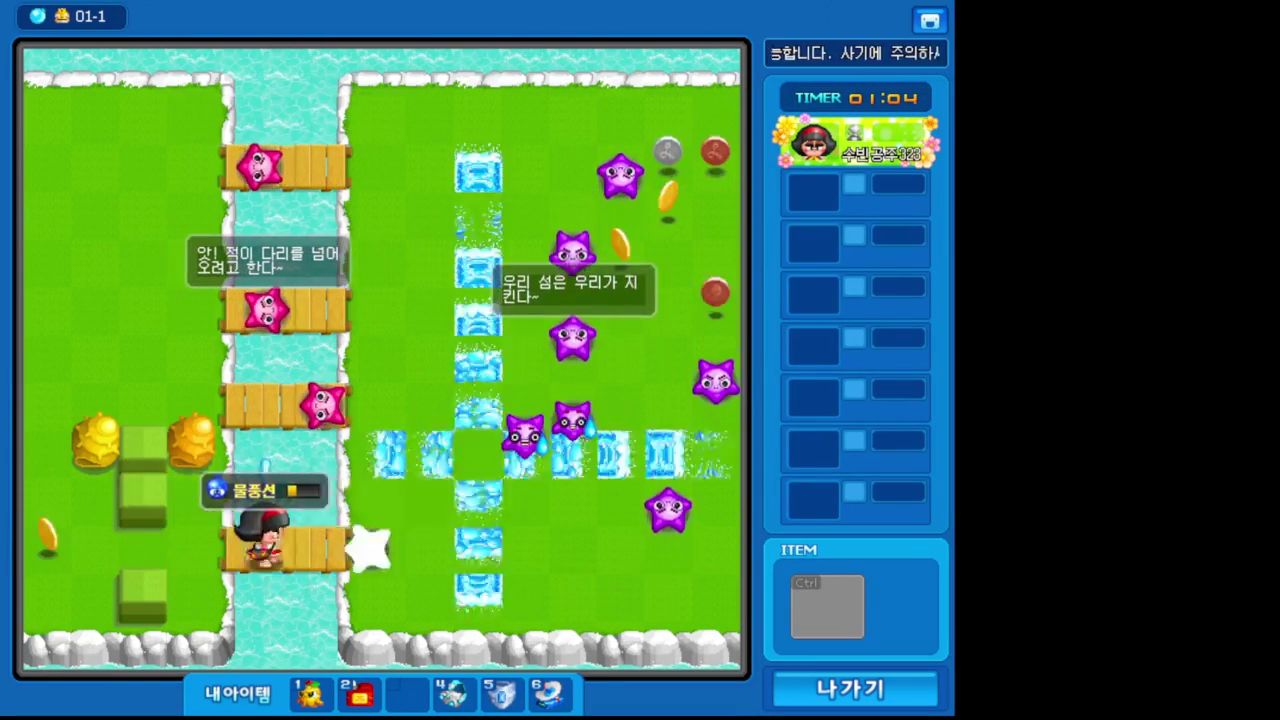 01-1
능합니다. 사기에 주의하시
TIMER 01:04
수빈공주023
앗! 적이 다리를 넘어
오려고 한다~
우리 섬은 우리가 지
킨다~
물풍선
ITEM
Ctrl
내아이템 1 2 4 5 6
나가기